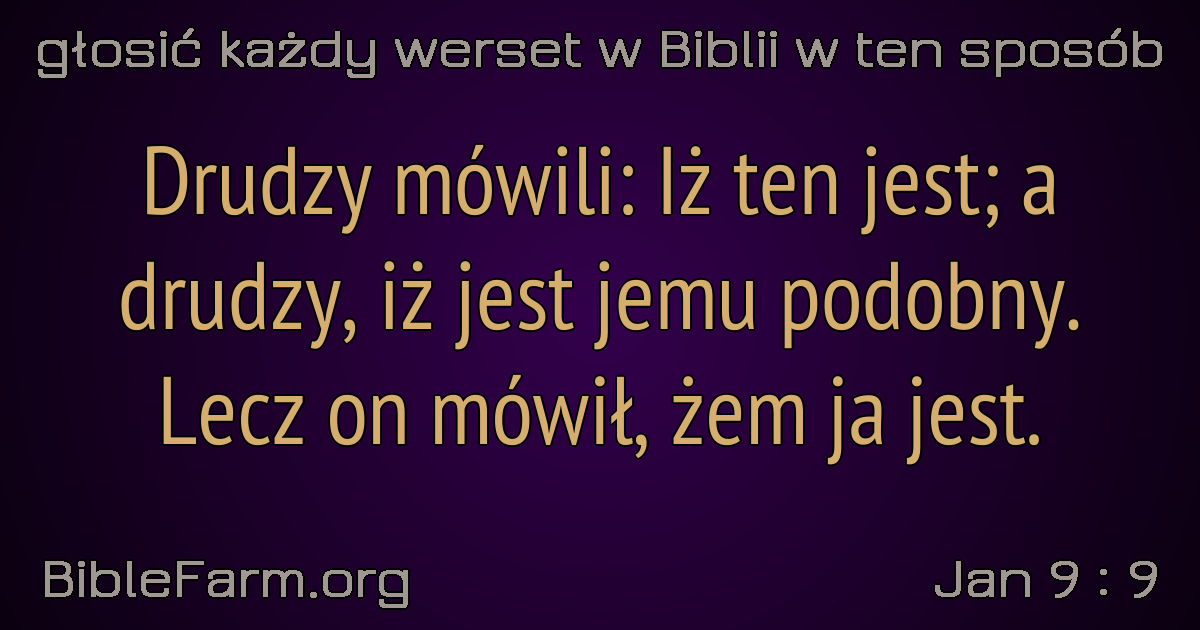 głosić każdy werset w Biblii w ten sposób
Drudzy mówili: Iż ten jest; a
drudzy, iż jest jemu podobny.
Lecz on mówił, żem ja jest.
BibleFarm.org
Jan 9 : 9